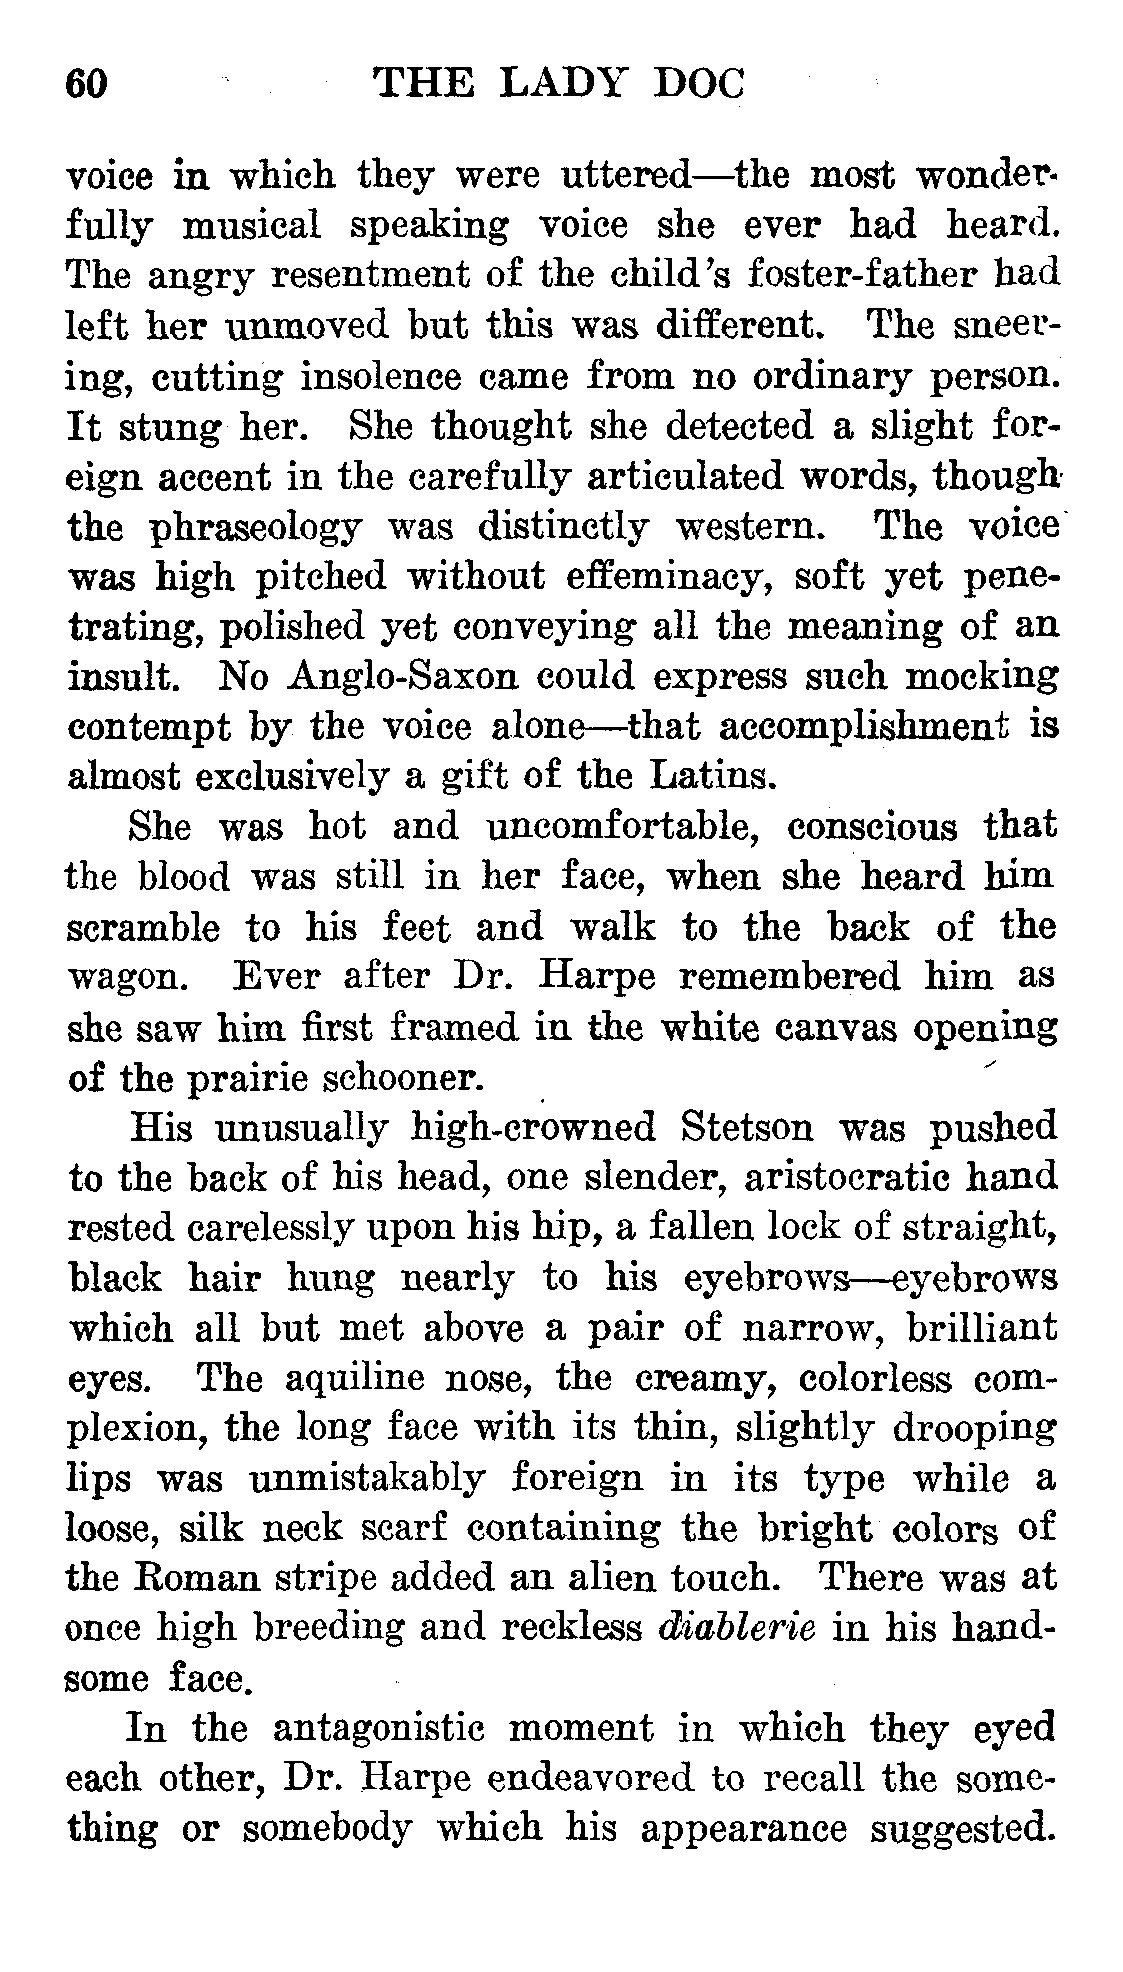 60 THE LADY DOC
voice in which they were uttered—the most wonder-
fully musical speaking voice she ever had heard.
The angry resentment of the child's foster-father had
left her unmoved but this was different. The sneer-
ing, cutting insolence came from no ordinary person.
It stung her. She thought she detected a slight for-
eign accent in the carefully articulated words, though
the phraseology was distinctly western. The voice
was high pitched without effeminacy, soft yet pene-
trating, polished yet conveying all the meaning of an
insult. No Anglo-Saxon could express such mocking
contempt by the voice alone—that accomplishment is
almost exclusively a gift of the Latins.
She was hot and uncomfortable, conscious that
the blood was still in her face, when she heard him
scramble to his feet and walk to the back of the
wagon. Ever after Dr. Harpe remembered him as
she saw him first framed in the white canvas opening
of the prairie schooner.
His unusually high-crowned Stetson was pushed
to the back of his head, one slender, aristocratic hand
rested carelessly upon his hip, a fallen lock of straight,
black hair hung nearly to his eyebrows—eyebrows
which all but met above a pair of narrow, brilliant
eyes. The aquiline nose, the creamy, colorless com-
plexion, the long face with its thin, slightly drooping
lips was unmistakably foreign in its type while a
loose, silk neck scarf containing the bright colors of
the Roman stripe added an alien touch. There was at
once high breeding and reckless diablerie in his hand-
some face.
In the antagonistic moment in which they eyed
each other, Dr. Harpe endeavored to recall the some-
thing or somebody which his appearance suggested.